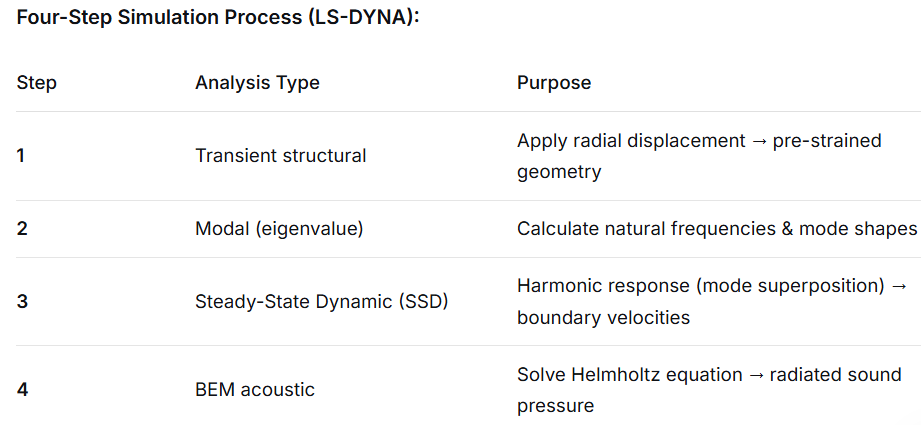 Four-Step Simulation Process (LS-DYNA):
Step Analysis Type Purpose
1 Transient structural Apply radial displacement → pre-strained
geometry
2 Modal (eigenvalue) Calculate natural frequencies & mode shapes
3 Steady-State Dynamic (SSD) Harmonic response (mode superposition) →
boundary velocities
4 BEM acoustic Solve Helmholtz equation → radiated sound
pressure